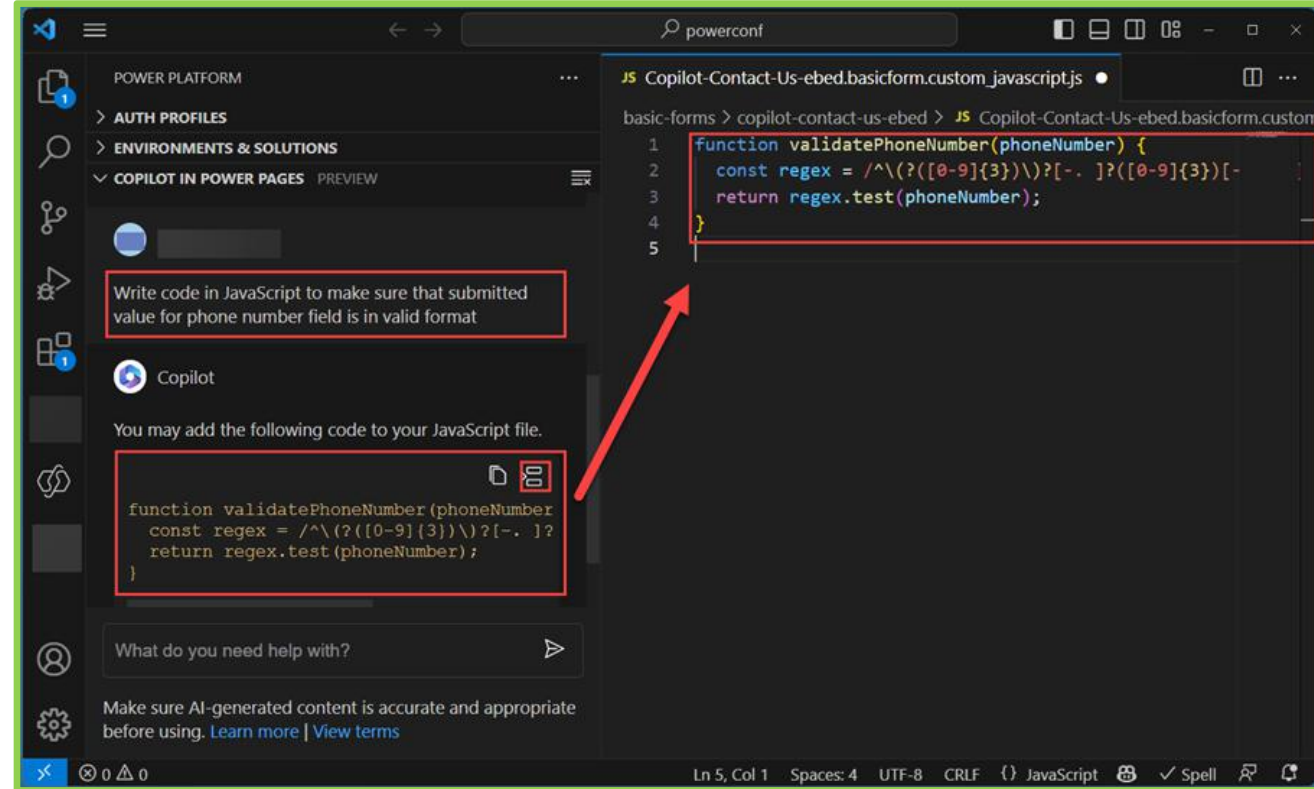 powerconf
POWER PLATFORM
AUTH PROFILES
ENVIRONMENTS & SOLUTIONS
COPILOT IN POWER PAGES PREVIEW
1
Write code in JavaScript to make sure that submitted
value for phone number field is in valid format
1
Copilot
You may add the following code to your JavaScript file.
function validatePhoneNumber(phoneNumber
const regex = /^\(?([0-9]{3})\)?[-. ]?
return regex.test(phoneNumber);
}
What do you need help with?
Make sure AI-generated content is accurate and appropriate
before using. Learn more | View terms
JS Copilot-Contact-Us-ebed.basicform.custom_javascript.js
basic-forms > copilot-contact-us-ebed > JS Copilot-Contact-Us-ebed.basicform.custom
1 function validatePhoneNumber(phoneNumber) {
2 const regex = /^\(?([0-9]{3})\)?[-. ]?([0-9]{3})[-
3 return regex.test(phoneNumber);
4 }
5
0 0
Ln 5, Col 1 Spaces: 4 UTF-8 CRLF {} JavaScript Spell